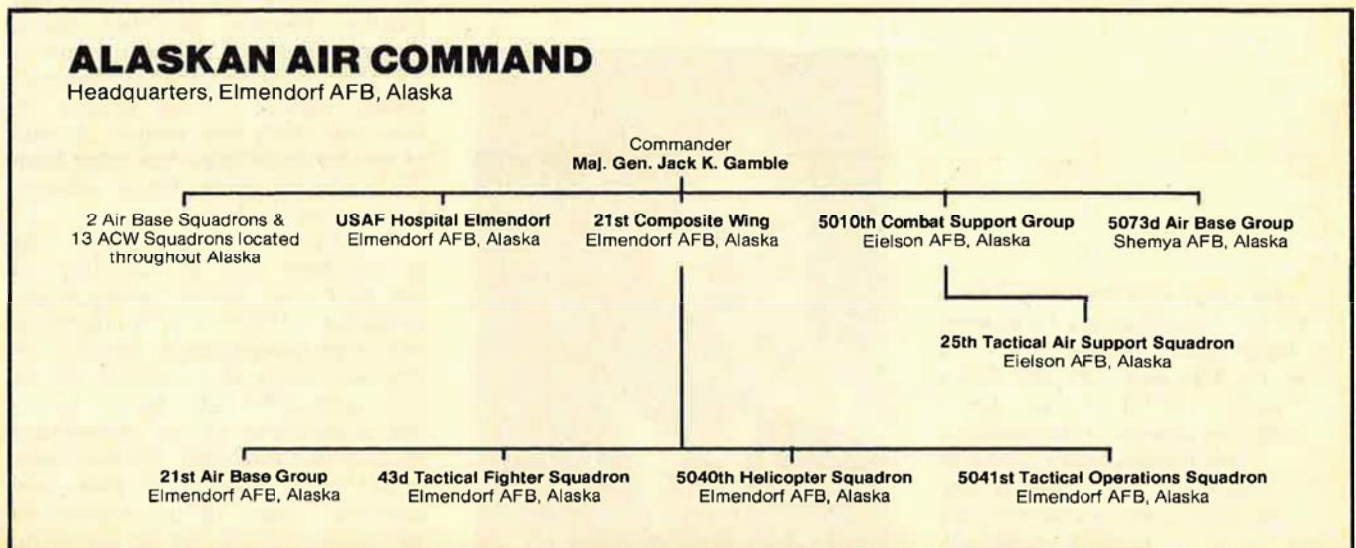 ALASKAN AIR COMMAND
Headquarters, Elmendorf AFB, Alaska
Commander
Maj. Gen. Jack K. Gamble
2 Air Base Squadrons &
13 ACW Squadrons located
throughout Alaska
USAF Hospital Elmendorf
Elmendorf AFB, Alaska
21st Composite Wing
Elmendorf AFB, Alaska
5010th Combat Support Group
Eielson AFB, Alaska
5073d Air Base Group
Shemya AFB, Alaska
25th Tactical Air Support Squadron
Eielson AFB, Alaska
21st Air Base Group
Elmendorf AFB, Alaska
43d Tactical Fighter Squadron
Elmendorf AFB, Alaska
5040th Helicopter Squadron
Elmendorf AFB, Alaska
5041st Tactical Operations Squadron
Elmendorf AFB, Alaska